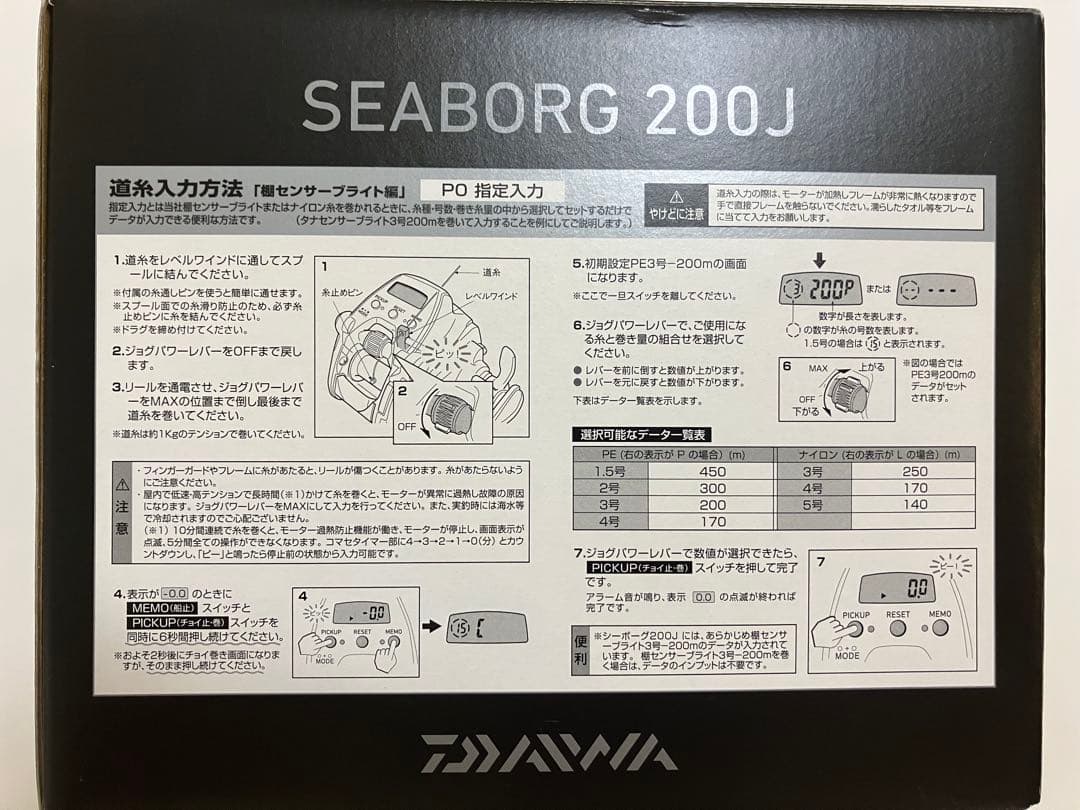 SEABORG 200J
道糸入力方法「棚センサーブライト編」 P0 指定入力
指定入力とは当社棚センサーブライトまたはナイロン糸を巻かれるときに、糸種・号数・巻き糸量の中から選択してセットするだけで
データが入力できる便利な方法です。 (タナセンサーブライト3号200mを巻いて入力することを例にしてご説明します。)
やけどに注意
道糸入力の際は、モーターが加熱しフレームが非常に熱くなりますので
手で直接フレームを触らないでください。濡らしたタオル等をフレーム
に当てて入力をお願いします。
1.道糸をレベルワインドに通してスプ
ールに結んでください。
※付属の糸通しピンを使うと簡単に通せます。
※スプール面での糸滑り防止のため、必ず糸
止めピンに糸を結んでください。
※ドラグを締め付けてください。
2.ジョグパワーレバーをOFFまで戻し
ます。
3.リールを通電させ、ジョグパワーレバ
ーをMAXの位置まで倒し最後まで
道糸を巻いてください。
※道糸は約1Kgのテンションで巻いてください。
1
道糸
糸止めピン
レベルワインド
PICKUP
RESET
ピッ!
2
OFF
注意
・フィンガーガードやフレームに糸があたると、リールが傷つくことがあります。糸があたらないよう
にご注意ください。
・屋内で低速・高テンションで長時間(※1)かけて糸を巻くと、モーターが異常に過熱し故障の原因
になります。ジョグパワーレバーをMAXにして入力を行ってください。また、実釣時には海水等
で冷却されますのでご心配ございません。
(※1) 10分間連続で糸を巻くと、モーター過熱防止機能が働き、モーターが停止し、画面表示が
点滅、5分間全ての操作ができなくなります。コマセタイマー部に4→3→2→1→0(分)とカウ
ントダウンし、「ピー」と鳴ったら停止前の状態から入力可能です。
4.表示が -0.0 のときに
MEMO(船止) スイッチと
PICKUP(チョイ止・巻) スイッチを
同時に6秒間押し続けてください。
※おおよそ2秒後にチョイ巻き画面になりま
すが、そのまま押し続けてください。
4
ピッ
-0.0
PICKUP RESET MEMO
MODE
15 [
5.初期設定PE3号-200mの画面
になります。
※ここで一旦スイッチを離してください。
3 200P または ---
数字が長さを表します。
の数字が糸の号数を表します。
1.5号の場合は 15 と表示されます。
6.ジョグパワーレバーで、ご使用にな
る糸と巻き量の組合せを選択して
ください。
● レバーを前に倒すと数値が上がります。
● レバーを元に戻すと数値が下がります。
下表はデータ一覧表を示します。
6
MAX 上がる
OFF
下がる
※図の場合では
PE3号200mの
データがセット
されます。
選択可能なデータ一覧表
PE (右の表示が P の場合) (m) ナイロン (右の表示が L の場合) (m)
1.5号 450 3号 250
2号 300 4号 170
3号 200 5号 140
4号 170
7.ジョグパワーレバーで数値が選択できたら、
PICKUP(チョイ止・巻) スイッチを押して完了
です。
アラーム音が鳴り、表示 0.0 の点滅が終われば
完了です。
便利
※シーボーグ200J には、あらかじめ棚センサ
ーブライト3号-200mのデータが入力されて
います。 棚センサーブライト3号-200mを巻
く場合は、データのインプットは不要です。
7
ピー!
0.0
PICKUP RESET MEMO
MODE
DAIWA